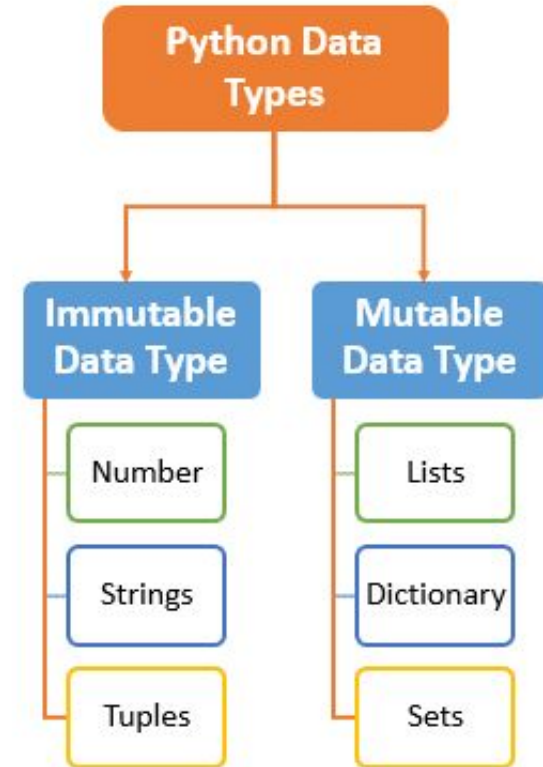 Python Data
Types
Immutable
Data Type
Number
Strings
Tuples
Mutable
Data Type
Lists
Dictionary
Sets